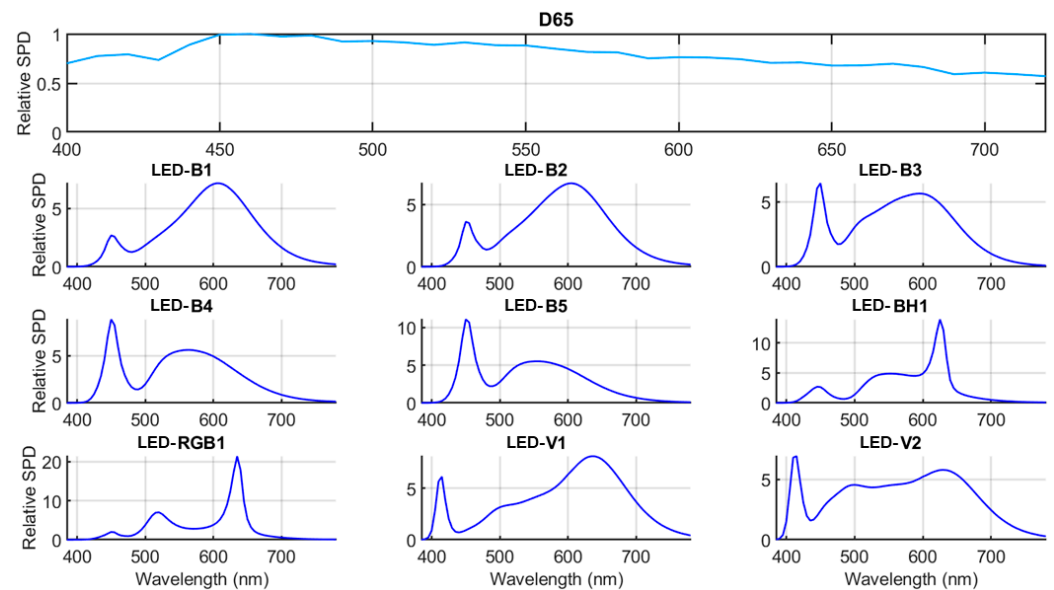 D65
Relative SPD
1
0.5
0
400 450 500 550 600 650 700
LED-B1 LED-B2 LED-B3
Relative SPD
5
0
400 500 600 700
5
0
400 500 600 700
5
0
400 500 600 700
LED-B4 LED-B5 LED-BH1
5
0
400 500 600 700
10
5
0
400 500 600 700
10
5
0
400 500 600 700
LED-RGB1 LED-V1 LED-V2
Relative SPD
20
10
0
400 500 600 700
Wavelength (nm)
5
0
400 500 600 700
Wavelength (nm)
5
0
400 500 600 700
Wavelength (nm)